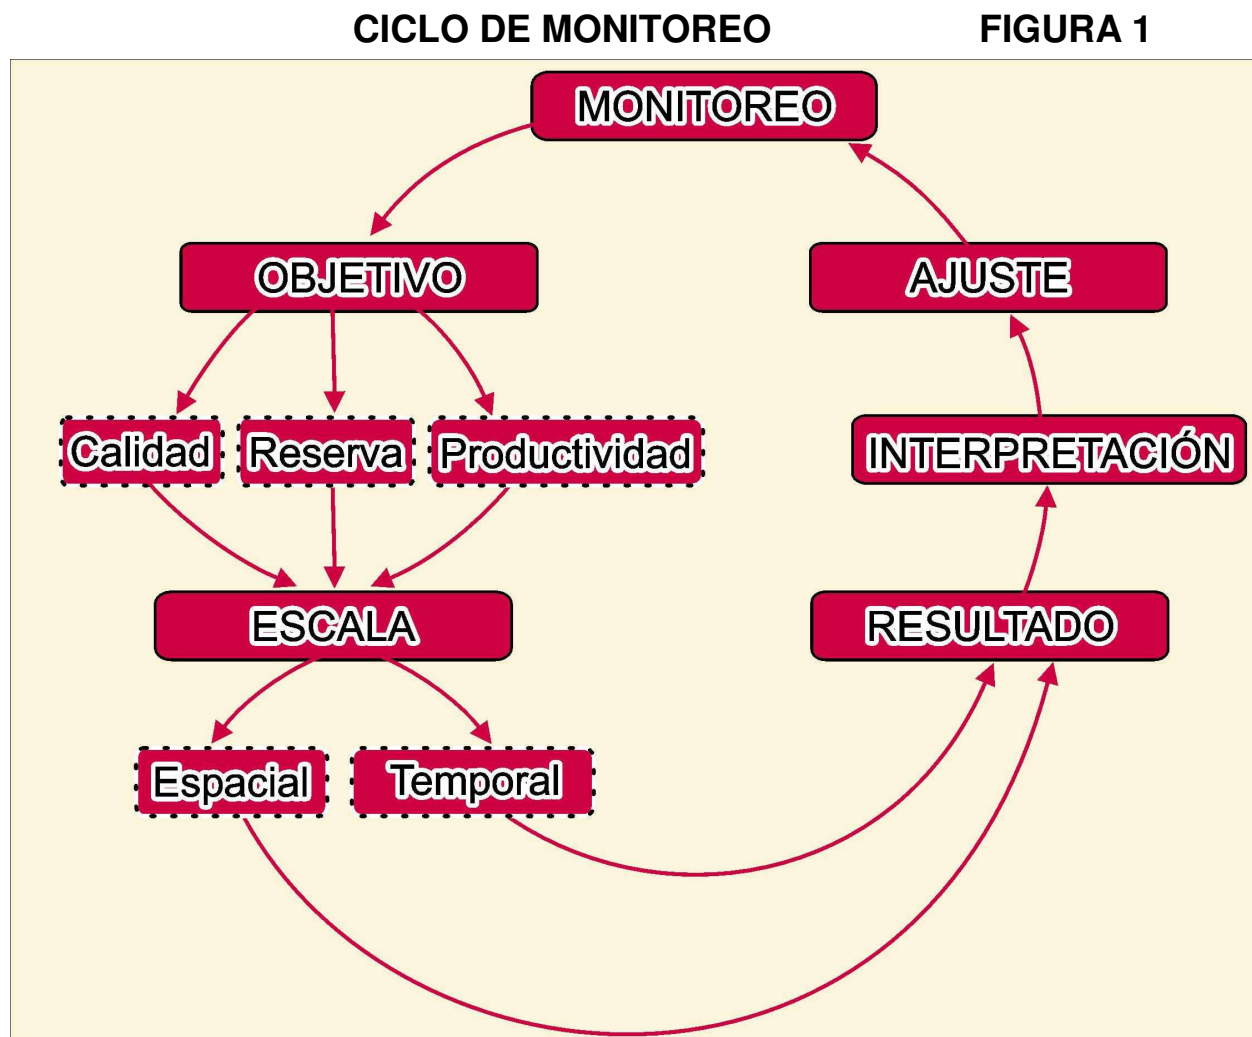 CICLO DE MONITOREO FIGURA 1
MONITOREO
OBJETIVO
AJUSTE
Calidad
Reserva
Productividad
INTERPRETACIÓN
ESCALA
RESULTADO
Espacial
Temporal